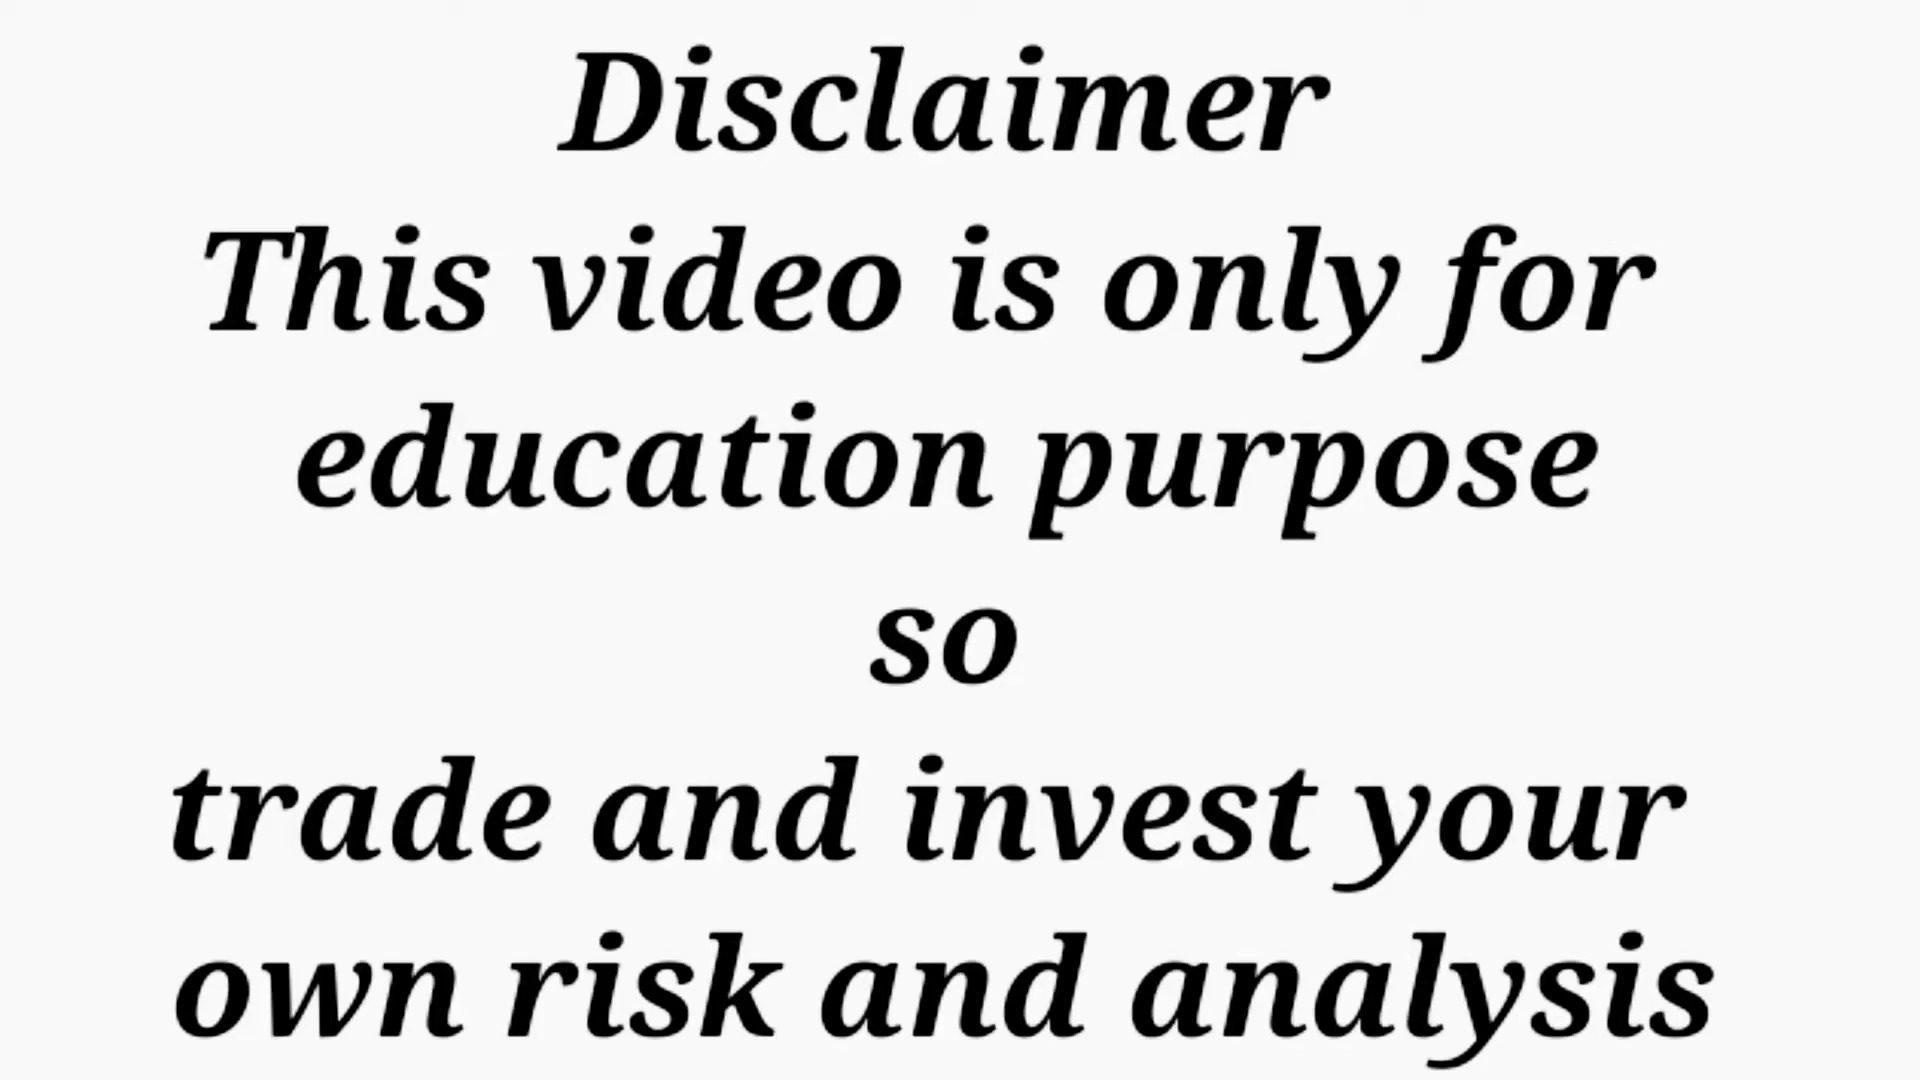 Disclaimer
This video is only for
education purpose
so
trade and invest your
own risk and analysis